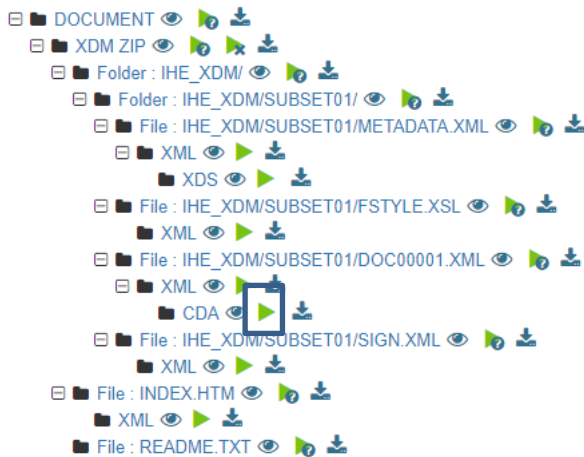 DOCUMENT
XDM ZIP
Folder : IHE_XDM/
Folder : IHE_XDM/SUBSET01/
File : IHE_XDM/SUBSET01/METADATA.XML
XML
XDS
File : IHE_XDM/SUBSET01/FSTYLE.XSL
XML
File : IHE_XDM/SUBSET01/DOC00001.XML
XML
CDA
File : IHE_XDM/SUBSET01/SIGN.XML
XML
File : INDEX.HTM
XML
File : README.TXT